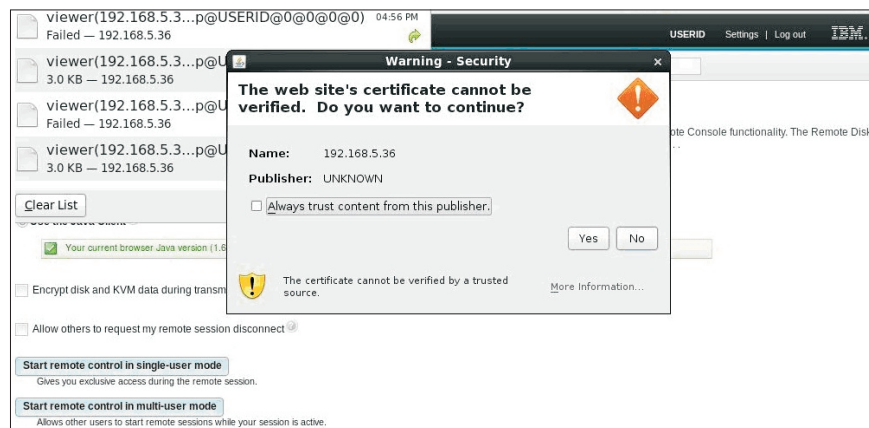 viewer(192.168.5.3...p@USERID@0@0@0@0) 04:56 PM
Failed — 192.168.5.36
viewer(192.168.5.3...p@U
3.0 KB — 192.168.5.36
viewer(192.168.5.3...p@U
Failed — 192.168.5.36
viewer(192.168.5.3...p@U
3.0 KB — 192.168.5.36
Clear List
USERID Settings | Log out IBM.
Warning - Security
The web site's certificate cannot be
verified. Do you want to continue?
Name: 192.168.5.36
Publisher: UNKNOWN
Always trust content from this publisher.
Yes No
The certificate cannot be verified by a trusted
source.
More Information...
ote Console functionality. The Remote Disk
Use the Java Client
Your current browser Java version (1.6
Encrypt disk and KVM data during transm
Allow others to request my remote session disconnect
Start remote control in single-user mode
Gives you exclusive access during the remote session.
Start remote control in multi-user mode
Allows other users to start remote sessions while your session is active.